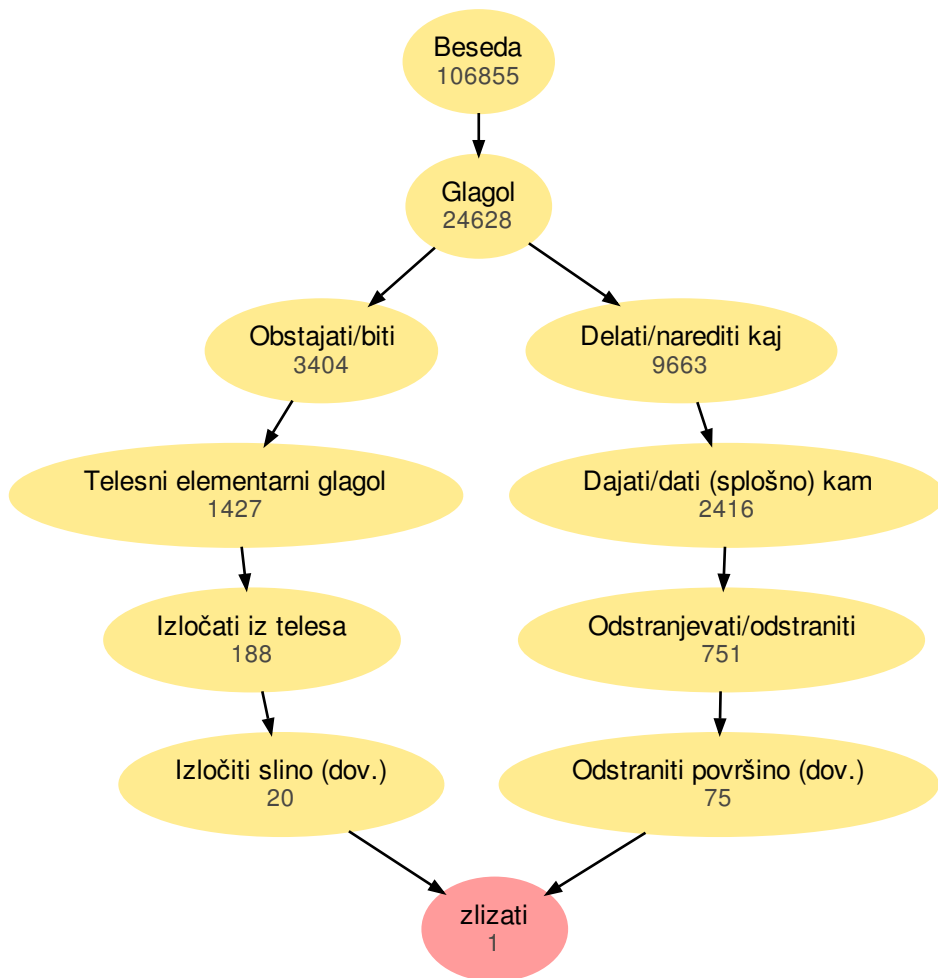 Beseda
106855
Glagol
24628
Obstajati/biti
3404
Delati/narediti kaj
9663
Telesni elementarni glagol
1427
Dajati/dati (splošno) kam
2416
Izločati iz telesa
188
Odstranjevati/odstraniti
751
Izločiti slino (dov.)
20
Odstraniti površino (dov.)
75
zlizati
1